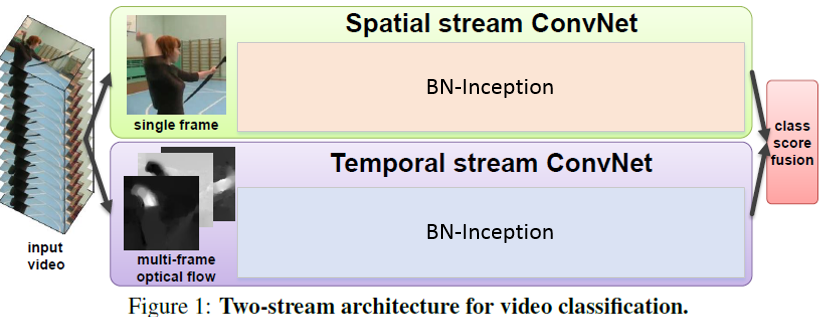 Spatial stream ConvNet
BN-Inception
single frame
Temporal stream ConvNet
BN-Inception
multi-frame
optical flow
input
video
class
score
fusion
Figure 1: Two-stream architecture for video classification.